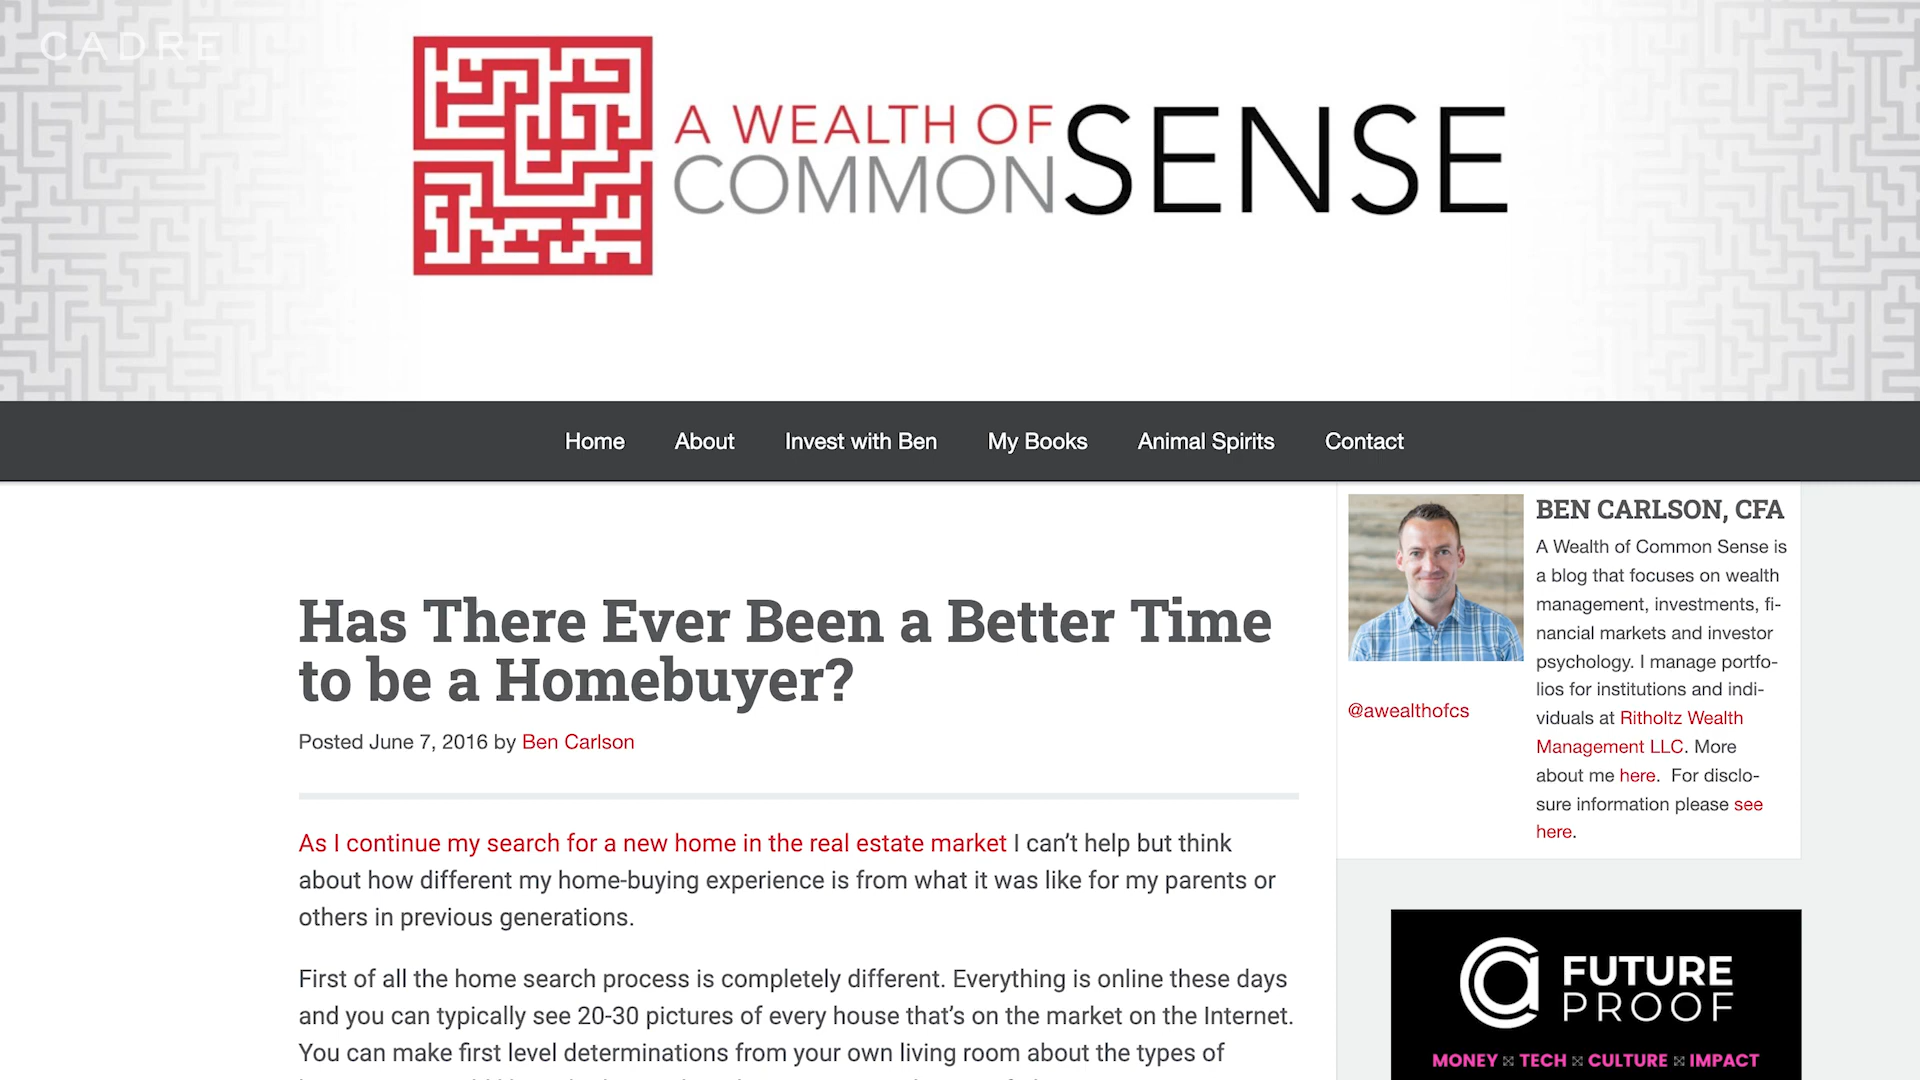 CADRE
A WEALTH OF
COMMON SENSE
Home About Invest with Ben My Books Animal Spirits Contact
Has There Ever Been a Better Time
to be a Homebuyer?
Posted June 7, 2016 by Ben Carlson
As I continue my search for a new home in the real estate market I can’t help but think
about how different my home-buying experience is from what it was like for my parents or
others in previous generations.
First of all the home search process is completely different. Everything is online these days
and you can typically see 20-30 pictures of every house that’s on the market on the Internet.
You can make first level determinations from your own living room about the types of
@awealthofcs
BEN CARLSON, CFA
A Wealth of Common Sense is
a blog that focuses on wealth
management, investments, fi-
nancial markets and investor
psychology. I manage portfo-
lios for institutions and indi-
viduals at Ritholtz Wealth
Management LLC. More
about me here. For disclo-
sure information please see
here.
FUTURE
PROOF
MONEY TECH CULTURE IMPACT